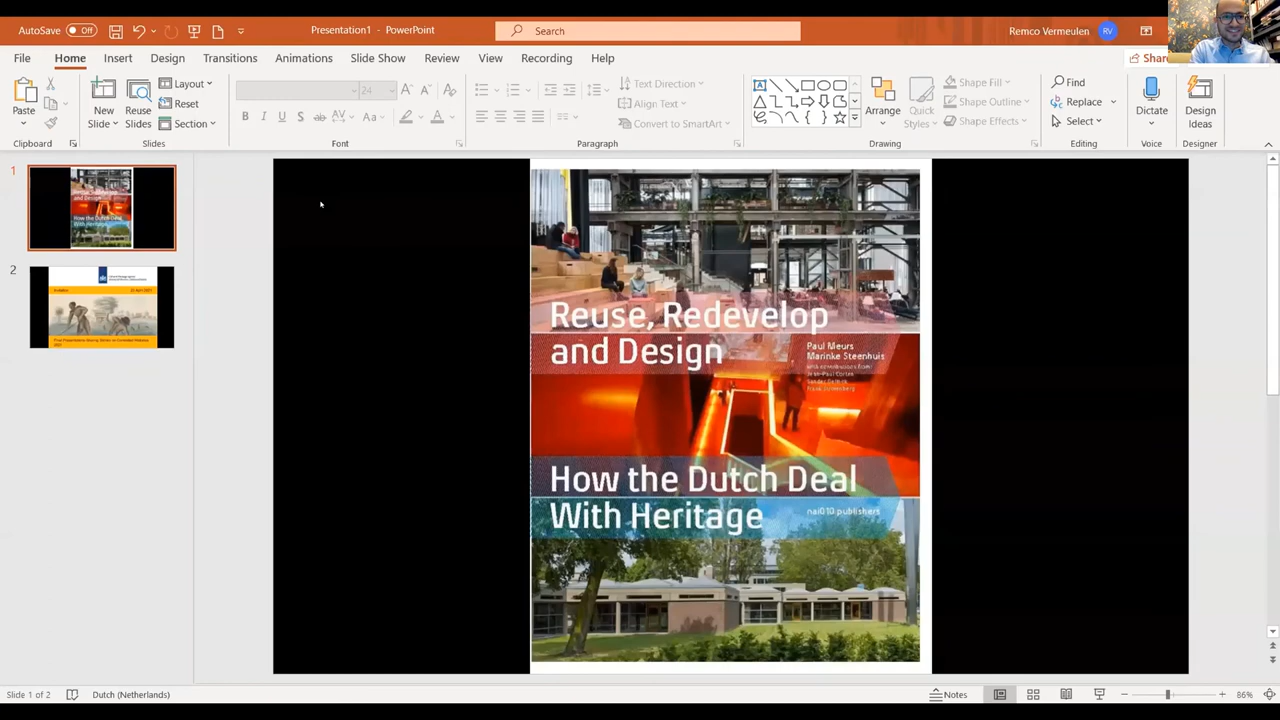 AutoSave
Off
Presentation1 - PowerPoint
Search
Remco Vermeulen
RV
File
Home
Insert
Design
Transitions
Animations
Slide Show
Review
View
Recording
Help
Shar
Paste
Clipboard
New
Slide
Reuse
Slides
Layout
Reset
Section
Slides
24
Font
Text Direction
Align Text
Convert to SmartArt
Paragraph
Arrange
Quick
Styles
Shape Fill
Shape Outline
Shape Effects
Drawing
Find
Replace
Select
Editing
Dictate
Voice
Design
Ideas
Designer
1
2
Reuse, Redevelop
and Design
Paul Meurs
Marinke Steenhuis
How the Dutch Deal
With Heritage
nai010 publishers
Slide 1 of 2
Dutch (Netherlands)
Notes
86%